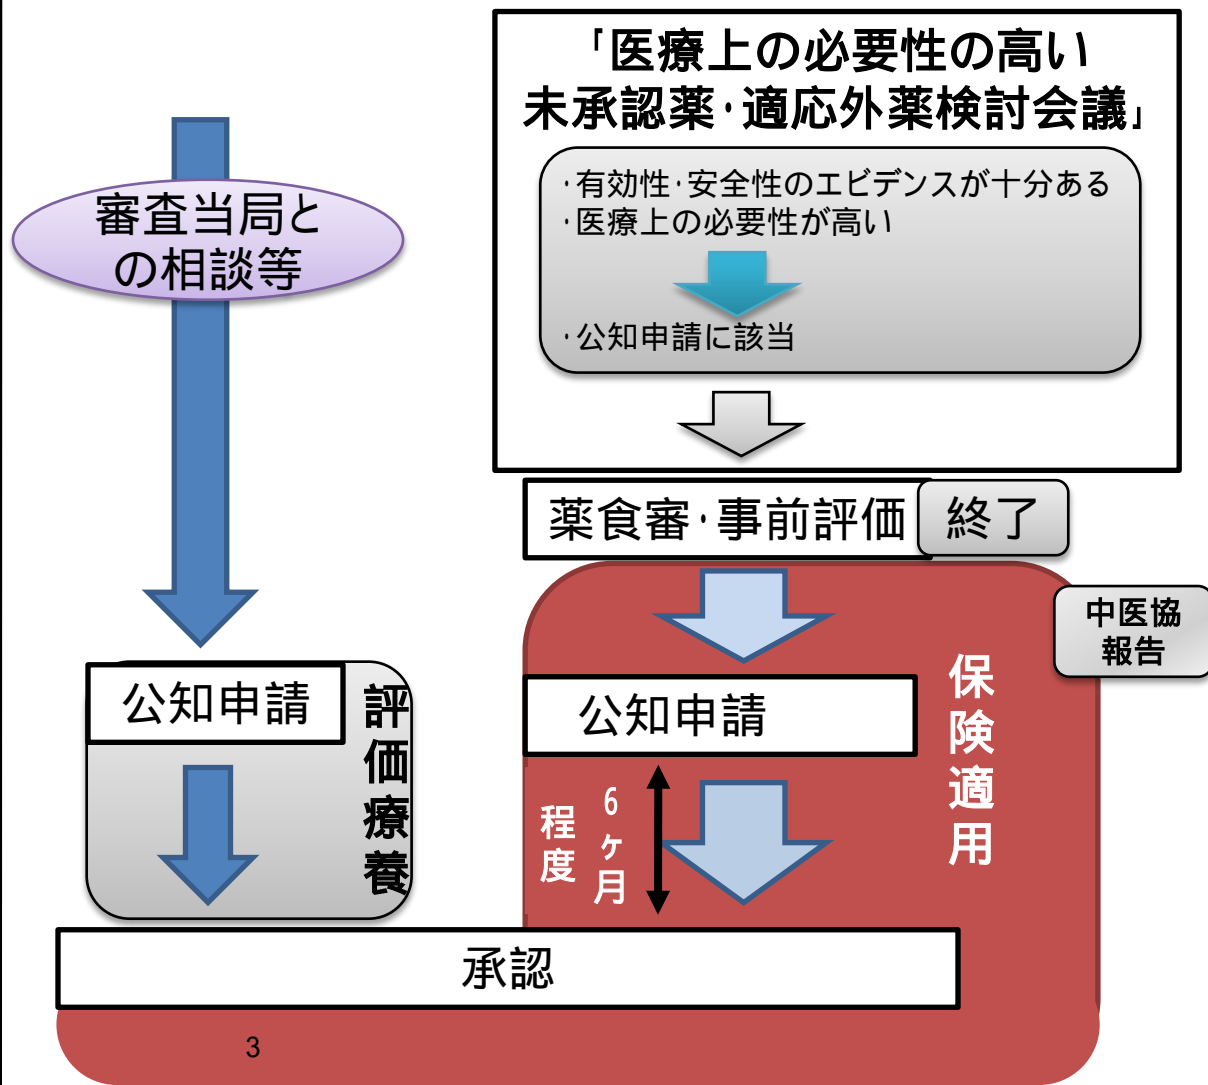 「医療上の必要性の高い
未承認薬・適応外薬検討会議」
・有効性・安全性のエビデンスが十分ある
・医療上の必要性が高い
・公知申請に該当
審査当局と
の相談等
薬食審・事前評価
終了
中医協
報告
公知申請
評価療養
公知申請
保険適用
6ヶ月
程度
承認
3